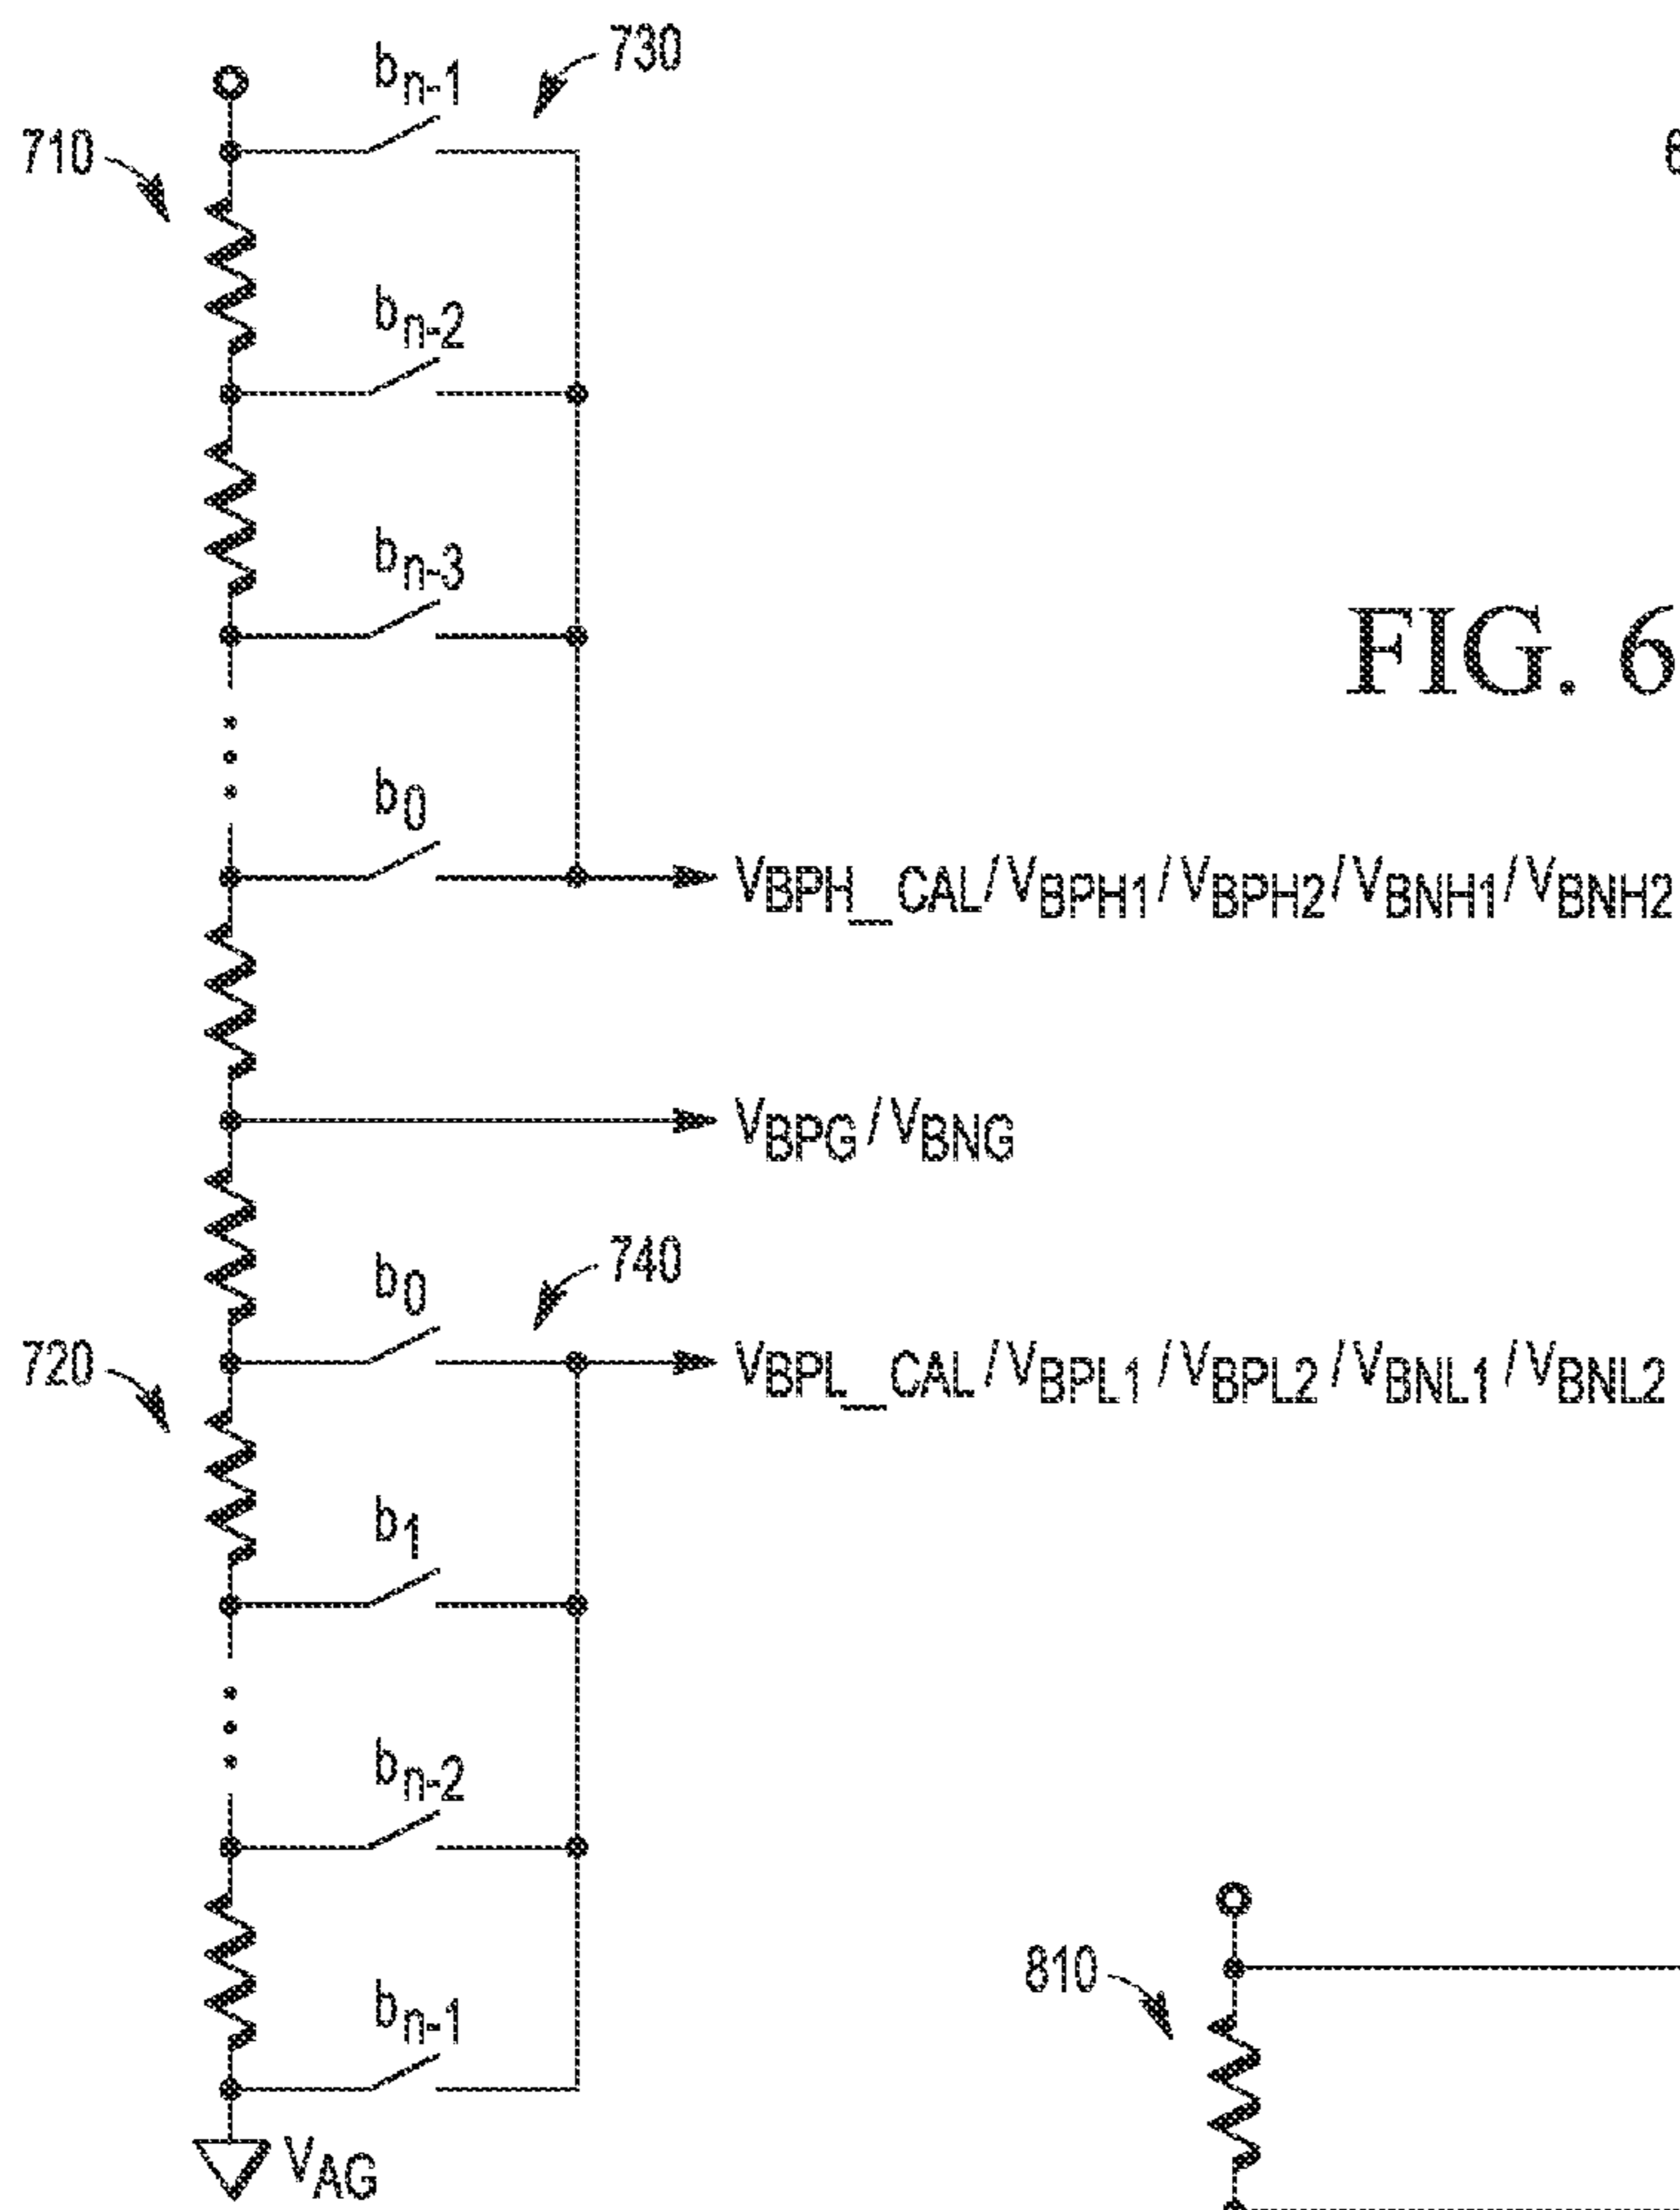 b_{n-1}
730
710
6
b_{n-2}
b_{n-3}
FIG. 6
b_0
V_{BPH_CAL}/V_{BPH1}/V_{BPH2}/V_{BNH1}/V_{BNH2}
V_{BPG}/V_{BNG}
b_0
740
720
V_{BPL_CAL}/V_{BPL1}/V_{BPL2}/V_{BNL1}/V_{BNL2}
b_1
b_{n-2}
810
b_{n-1}
V_{AG}